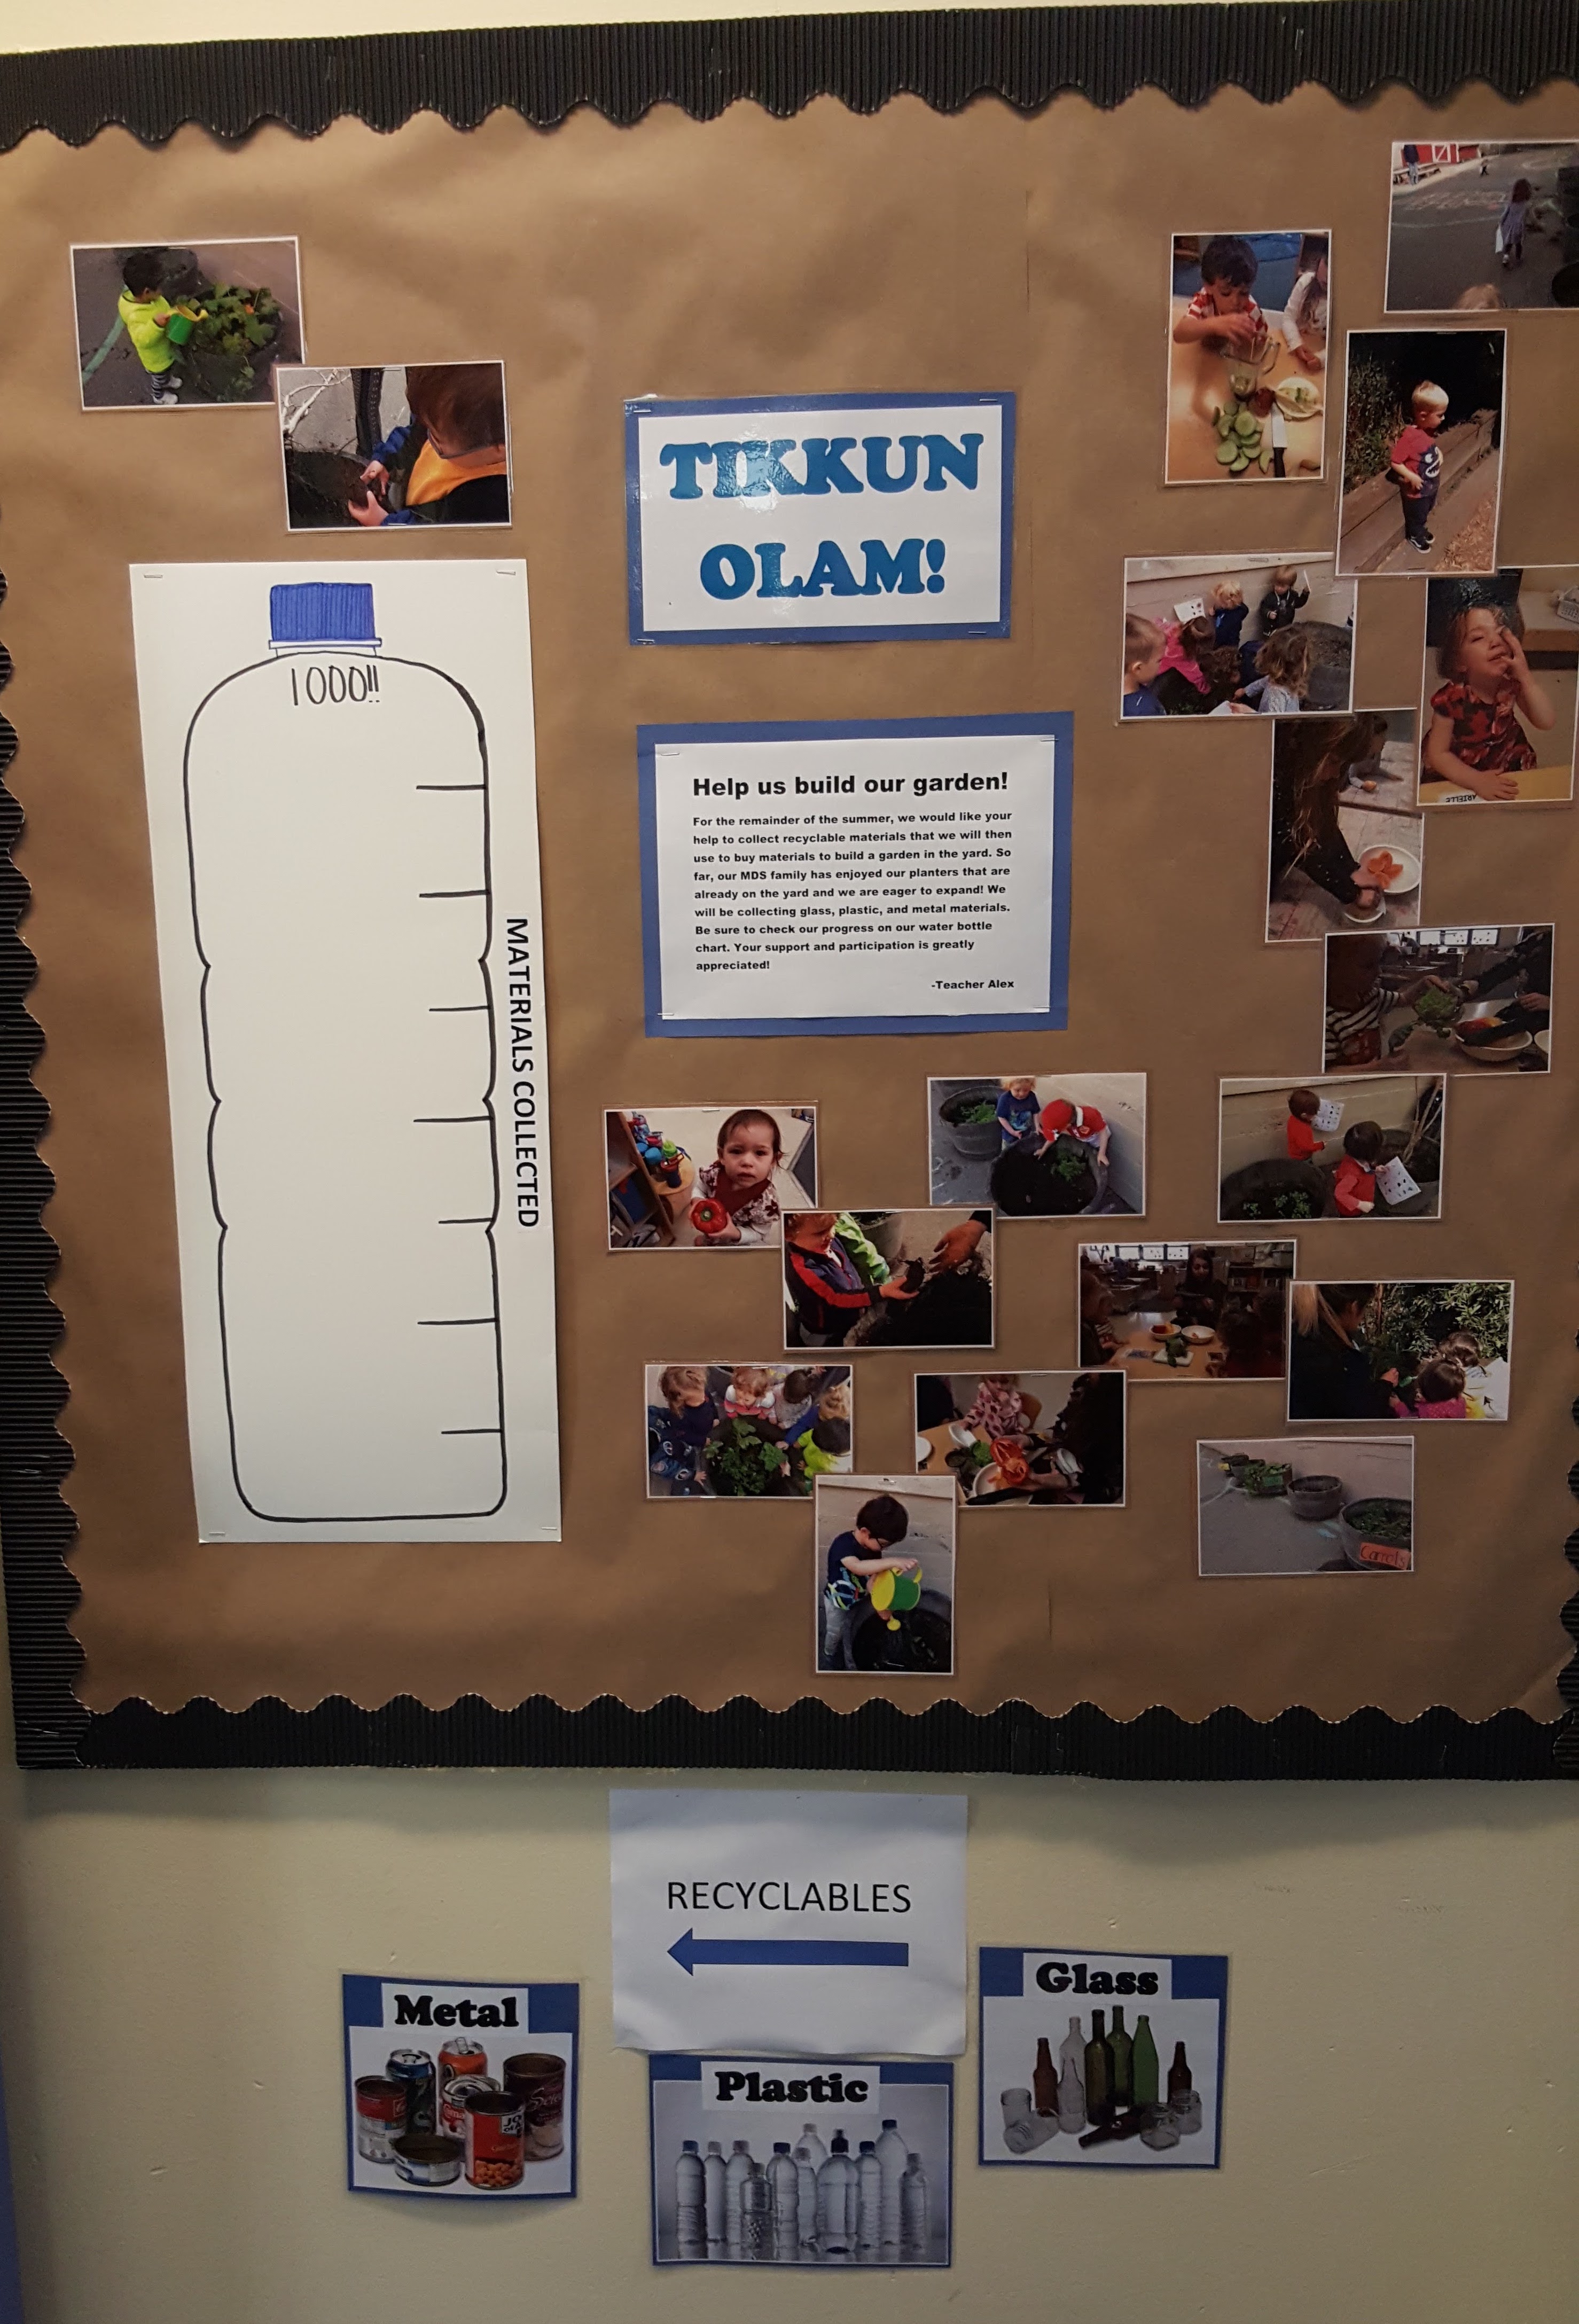 TIKKUN
OLAM!
1000!!
MATERIALS COLLECTED
Help us build our garden!
For the remainder of the summer, we would like your
help to collect recyclable materials that we will then
use to buy materials to build a garden in the yard. So
far, our MDS family has enjoyed our planters that are
already on the yard and we are eager to expand! We
will be collecting glass, plastic, and metal materials.
Be sure to check our progress on our water bottle
chart. Your support and participation is greatly
appreciated!
-Teacher Alex
ARIELLE
Carrots
RECYCLABLES
Metal
Plastic
Glass